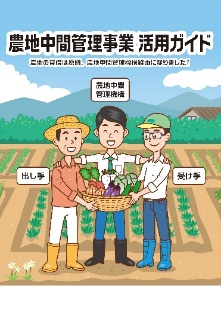 農地中間管理事業 活用ガイド
農地の貸借は原則、農地中間管理機構経由になりました！
農地中間
管理機構
出し手
受け手